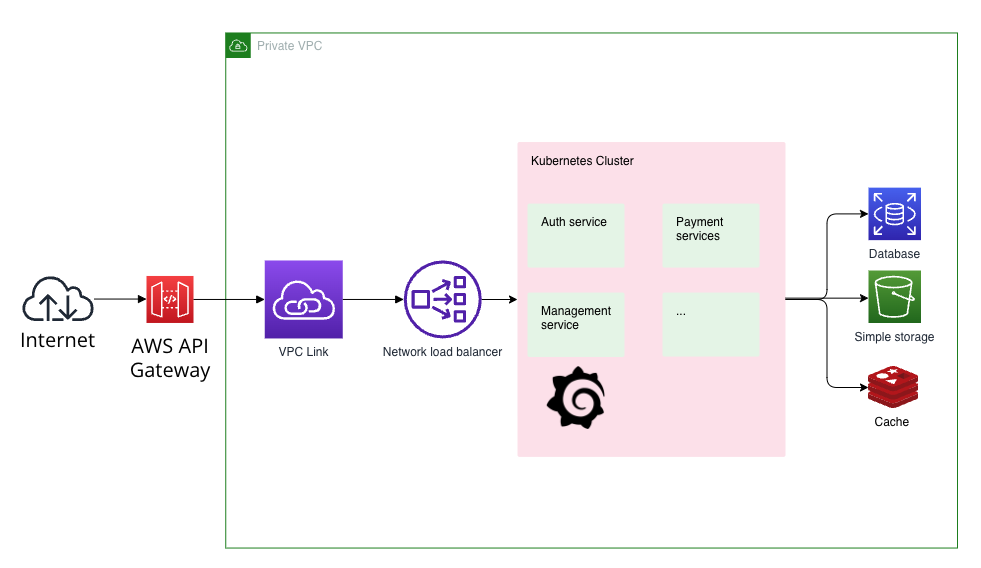 Private VPC
Kubernetes Cluster
Auth service
Payment
services
Management
service
...
Internet
AWS API
Gateway
VPC Link
Network load balancer
Database
Simple storage
Cache